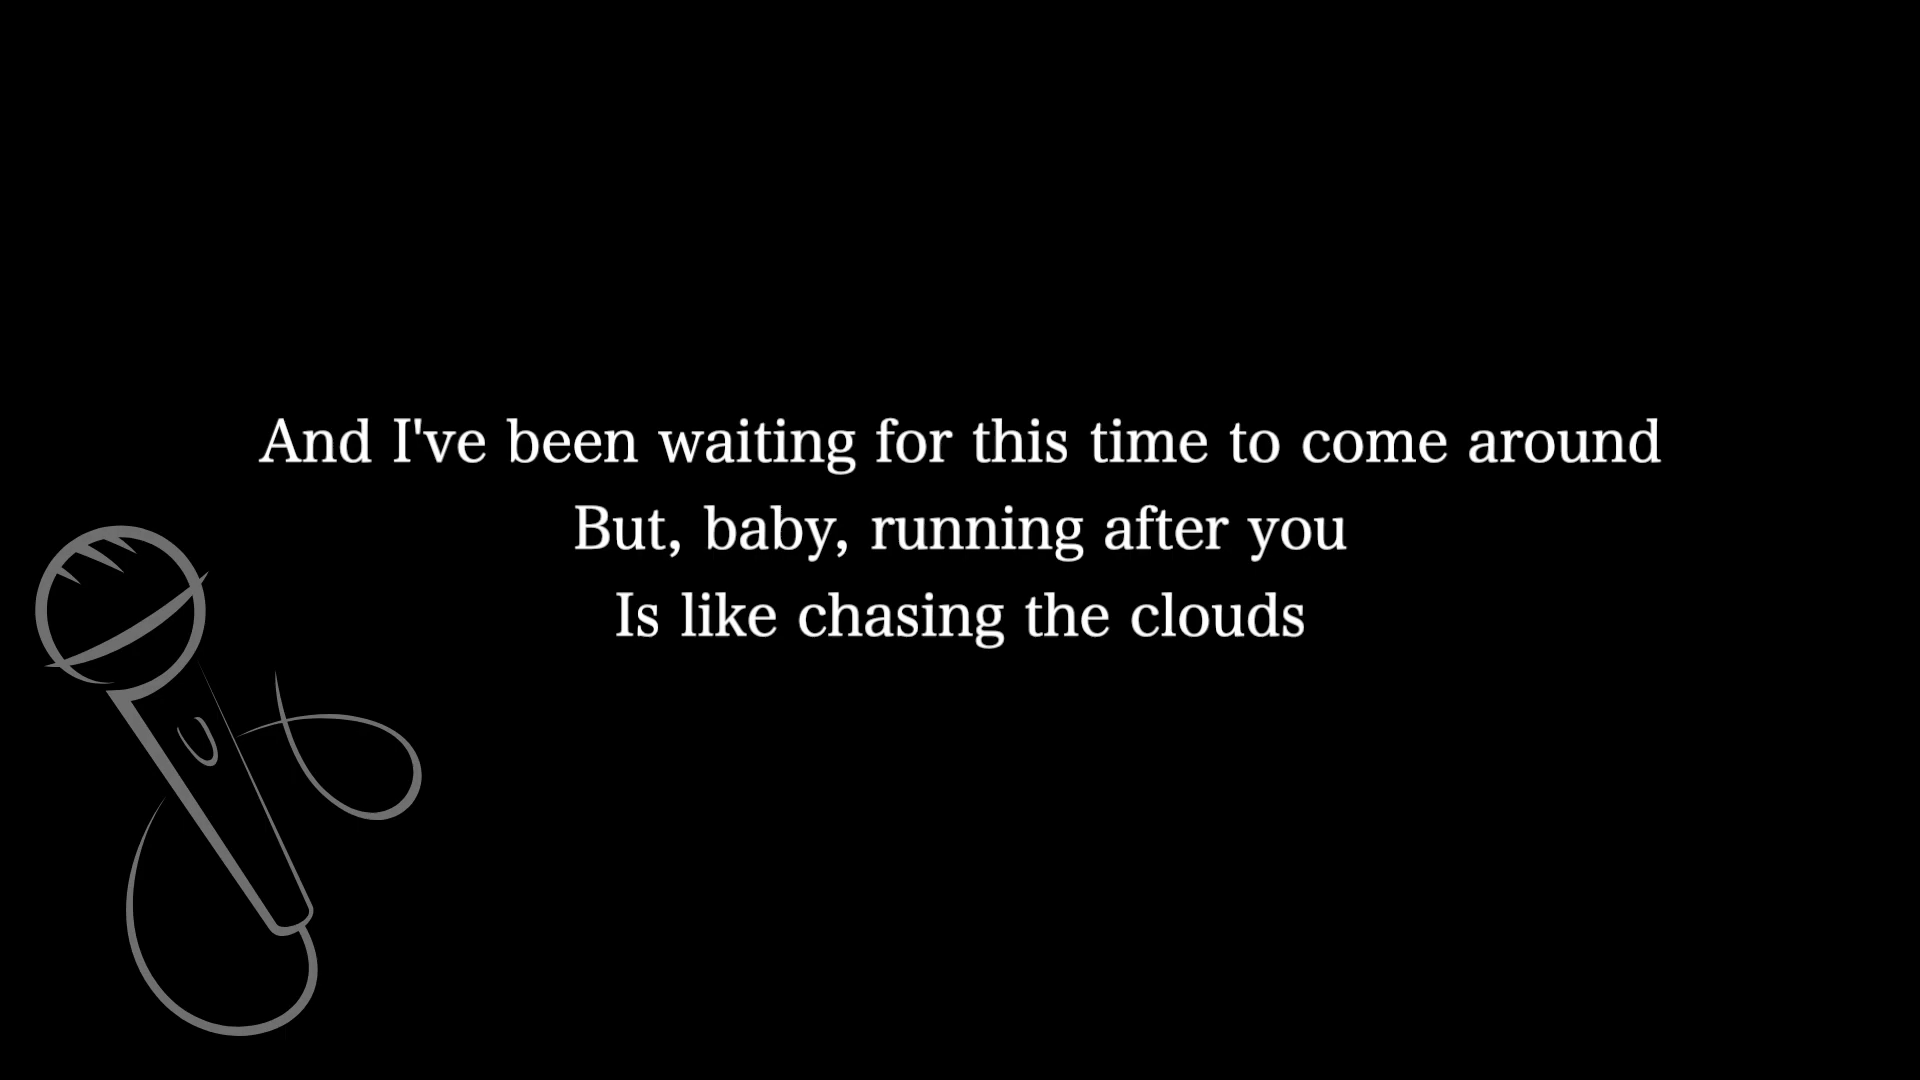 And I've been waiting for this time to come around
But, baby, running after you
Is like chasing the clouds